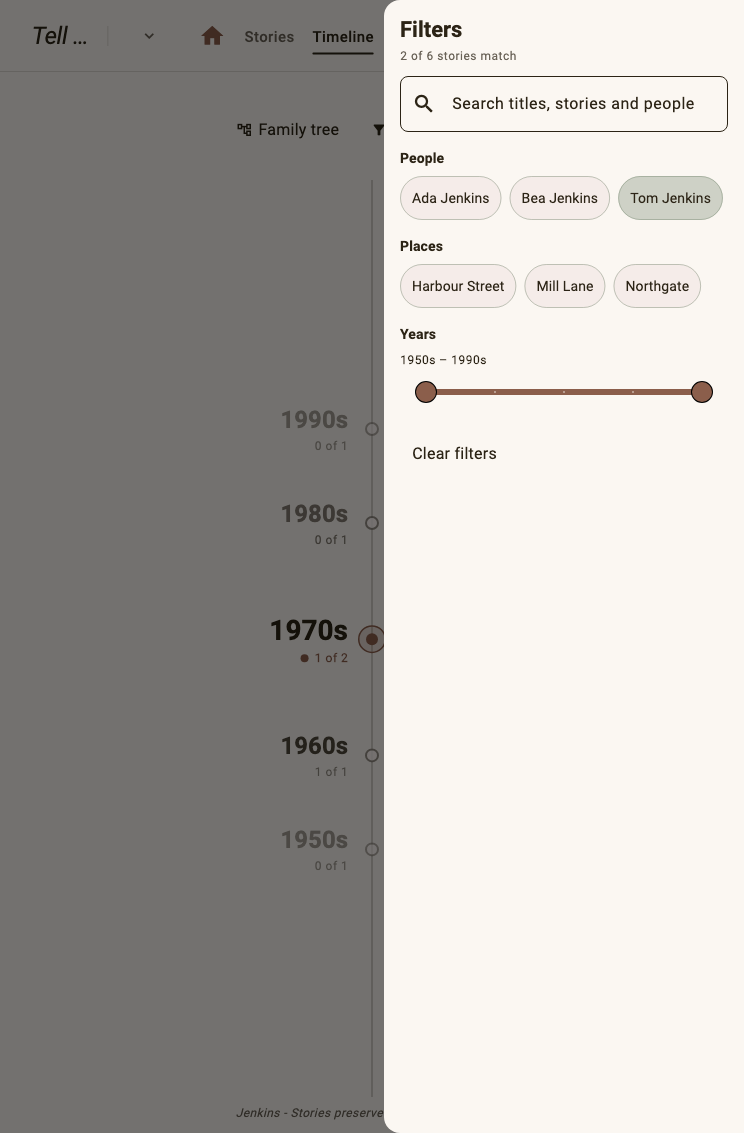 Tell ...
Stories
Timeline
Family tree
1990s
0 of 1
1980s
0 of 1
1970s
1 of 2
1960s
1 of 1
1950s
0 of 1
Jenkins - Stories preserve
Filters
2 of 6 stories match
Search titles, stories and people
People
Ada Jenkins
Bea Jenkins
Tom Jenkins
Places
Harbour Street
Mill Lane
Northgate
Years
1950s – 1990s
Clear filters